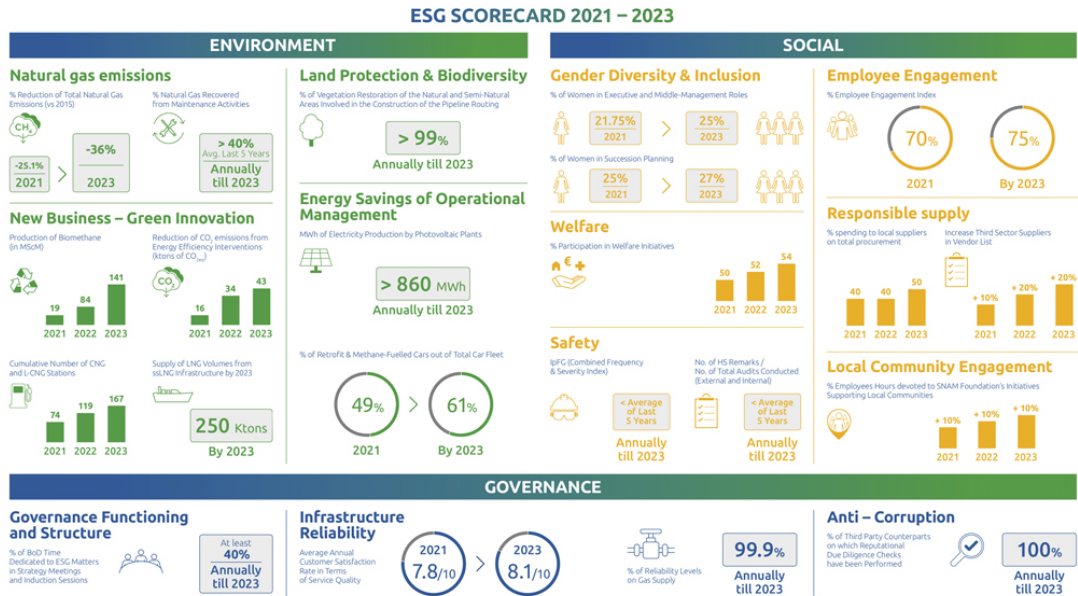 ESG SCORECARD 2021 – 2023
ENVIRONMENT
Natural gas emissions
% Reduction of Total Natural Gas
Emissions (vs 2015)
CH4
-25.1%
2021
>
-36%
2023
% Natural Gas Recovered
from Maintenance Activities
> 40%
Avg. Last 5 Years
Annually
till 2023
New Business – Green Innovation
Production of Biomethane
(in MScM)
19
84
141
2021 2022 2023
Reduction of CO2 emissions from
Energy Efficiency Interventions
(ktons of CO2eq)
CO2
16
34
43
2021 2022 2023
Cumulative Number of CNG
and L-CNG Stations
74
119
167
2021 2022 2023
Supply of LNG Volumes from
ssLNG Infrastructure by 2023
250 Ktons
By 2023
Land Protection & Biodiversity
% of Vegetation Restoration of the Natural and Semi-Natural
Areas Involved in the Construction of the Pipeline Routing
> 99%
Annually till 2023
Energy Savings of Operational
Management
MWh of Electricity Production by Photovoltaic Plants
> 860 MWh
Annually till 2023
% of Retrofit & Methane-Fuelled Cars out of Total Car Fleet
49% > 61%
2021 By 2023
SOCIAL
Gender Diversity & Inclusion
% of Women in Executive and Middle-Management Roles
21.75% > 25%
2021 2023
% of Women in Succession Planning
25% > 27%
2021 2023
Welfare
% Participation in Welfare Initiatives
€
50
52
54
2021 2022 2023
Safety
IpFG (Combined Frequency
& Severity Index)
< Average
of Last
5 Years
Annually
till 2023
No. of HS Remarks /
No. of Total Audits Conducted
(External and Internal)
< Average
of Last
5 Years
Annually
till 2023
Employee Engagement
% Employee Engagement Index
70% 75%
2021 By 2023
Responsible supply
% spending to local suppliers
on total procurement
40 40 50
2021 2022 2023
Increase Third Sector Suppliers
in Vendor List
+ 10%
+ 20%
+ 20%
2021 2022 2023
Local Community Engagement
% Employees Hours devoted to SNAM Foundation's Initiatives
Supporting Local Communities
+ 10%
+ 10%
+ 10%
2021 2022 2023
GOVERNANCE
Governance Functioning
and Structure
% of BoD Time
Dedicated to ESG Matters
in Strategy Meetings
and Induction Sessions
At least
40%
Annually
till 2023
Infrastructure
Reliability
Average Annual
Customer Satisfaction
Rate in Terms
of Service Quality
2021
7.8/10
>
2023
8.1/10
% of Reliability Levels
on Gas Supply
99.9%
Annually
till 2023
Anti – Corruption
% of Third Party Counterparts
on which Reputational
Due Diligence Checks
have been Performed
100%
Annually
till 2023